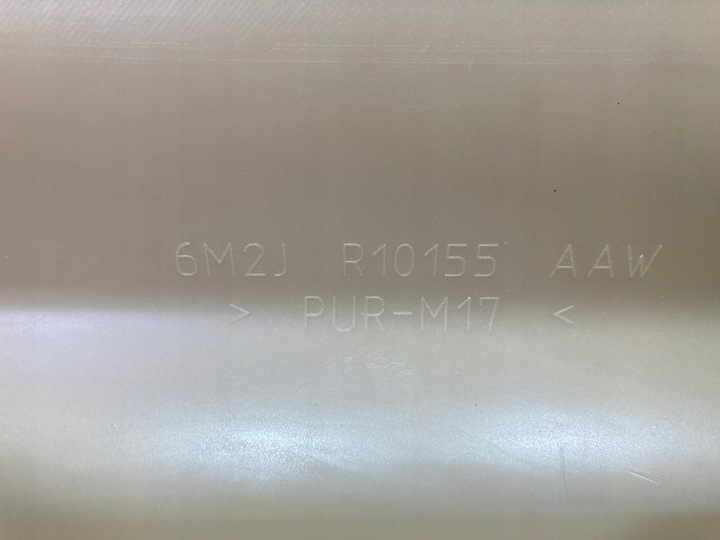 6M2J R10155 AAW
> PUR-M17 <